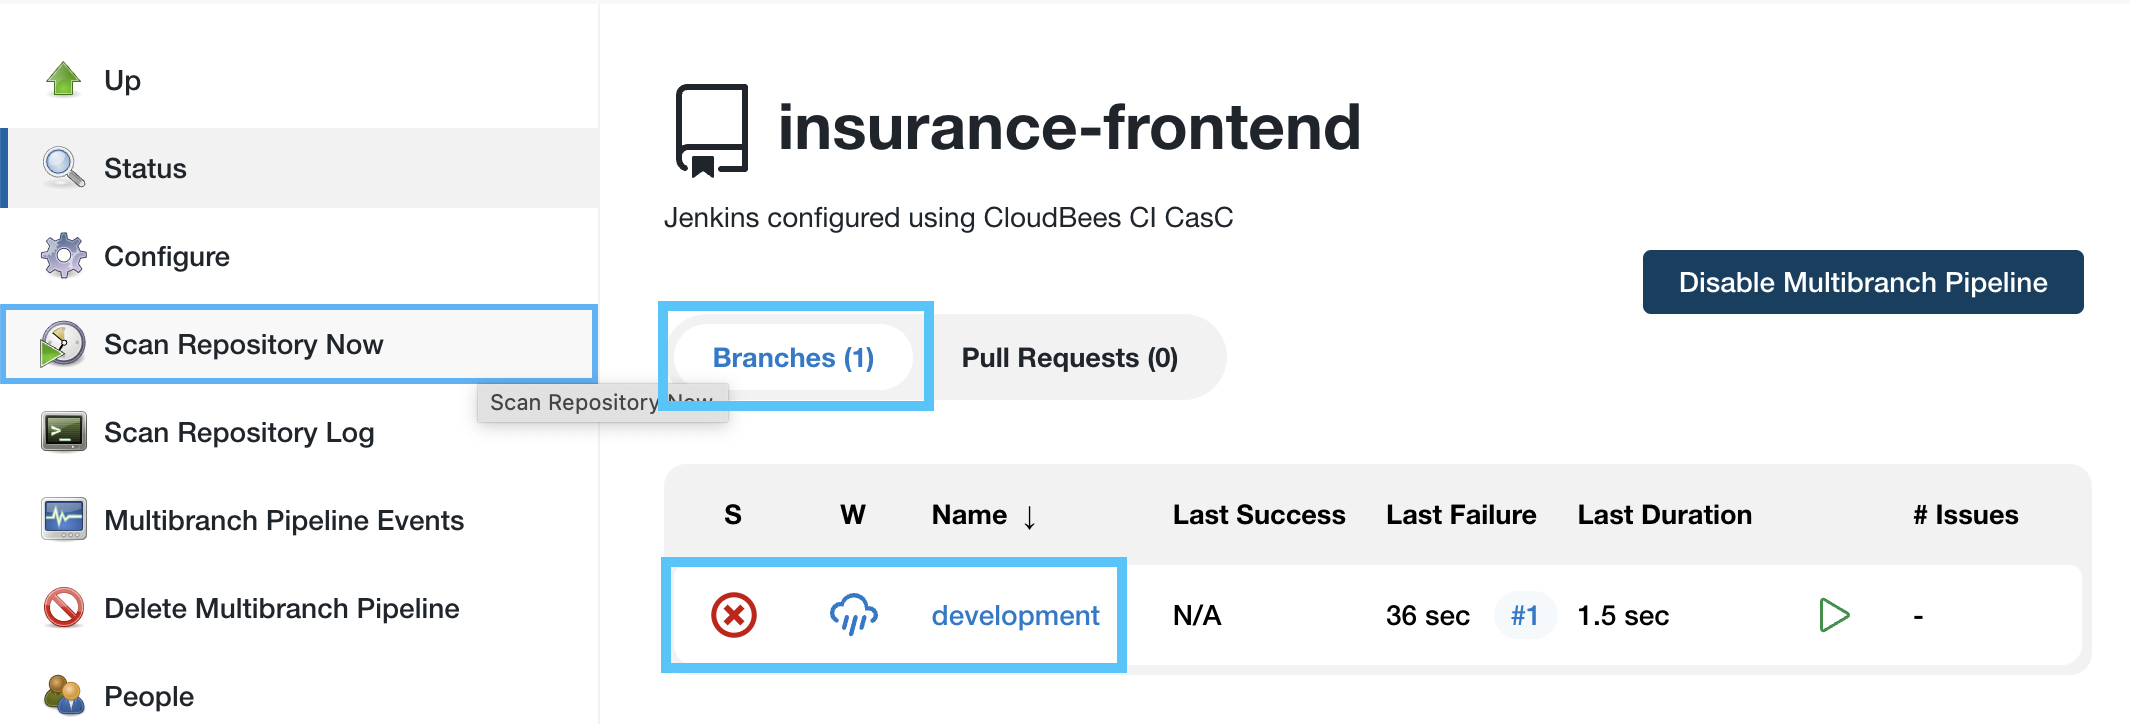 Up
Status
Configure
Scan Repository Now
Scan Repository Log
Multibranch Pipeline Events
Delete Multibranch Pipeline
People
Scan Repository Now
insurance-frontend
Jenkins configured using CloudBees CI CasC
Disable Multibranch Pipeline
Branches (1) Pull Requests (0)
S W Name ↓ Last Success Last Failure Last Duration # Issues
development N/A 36 sec #1 1.5 sec -